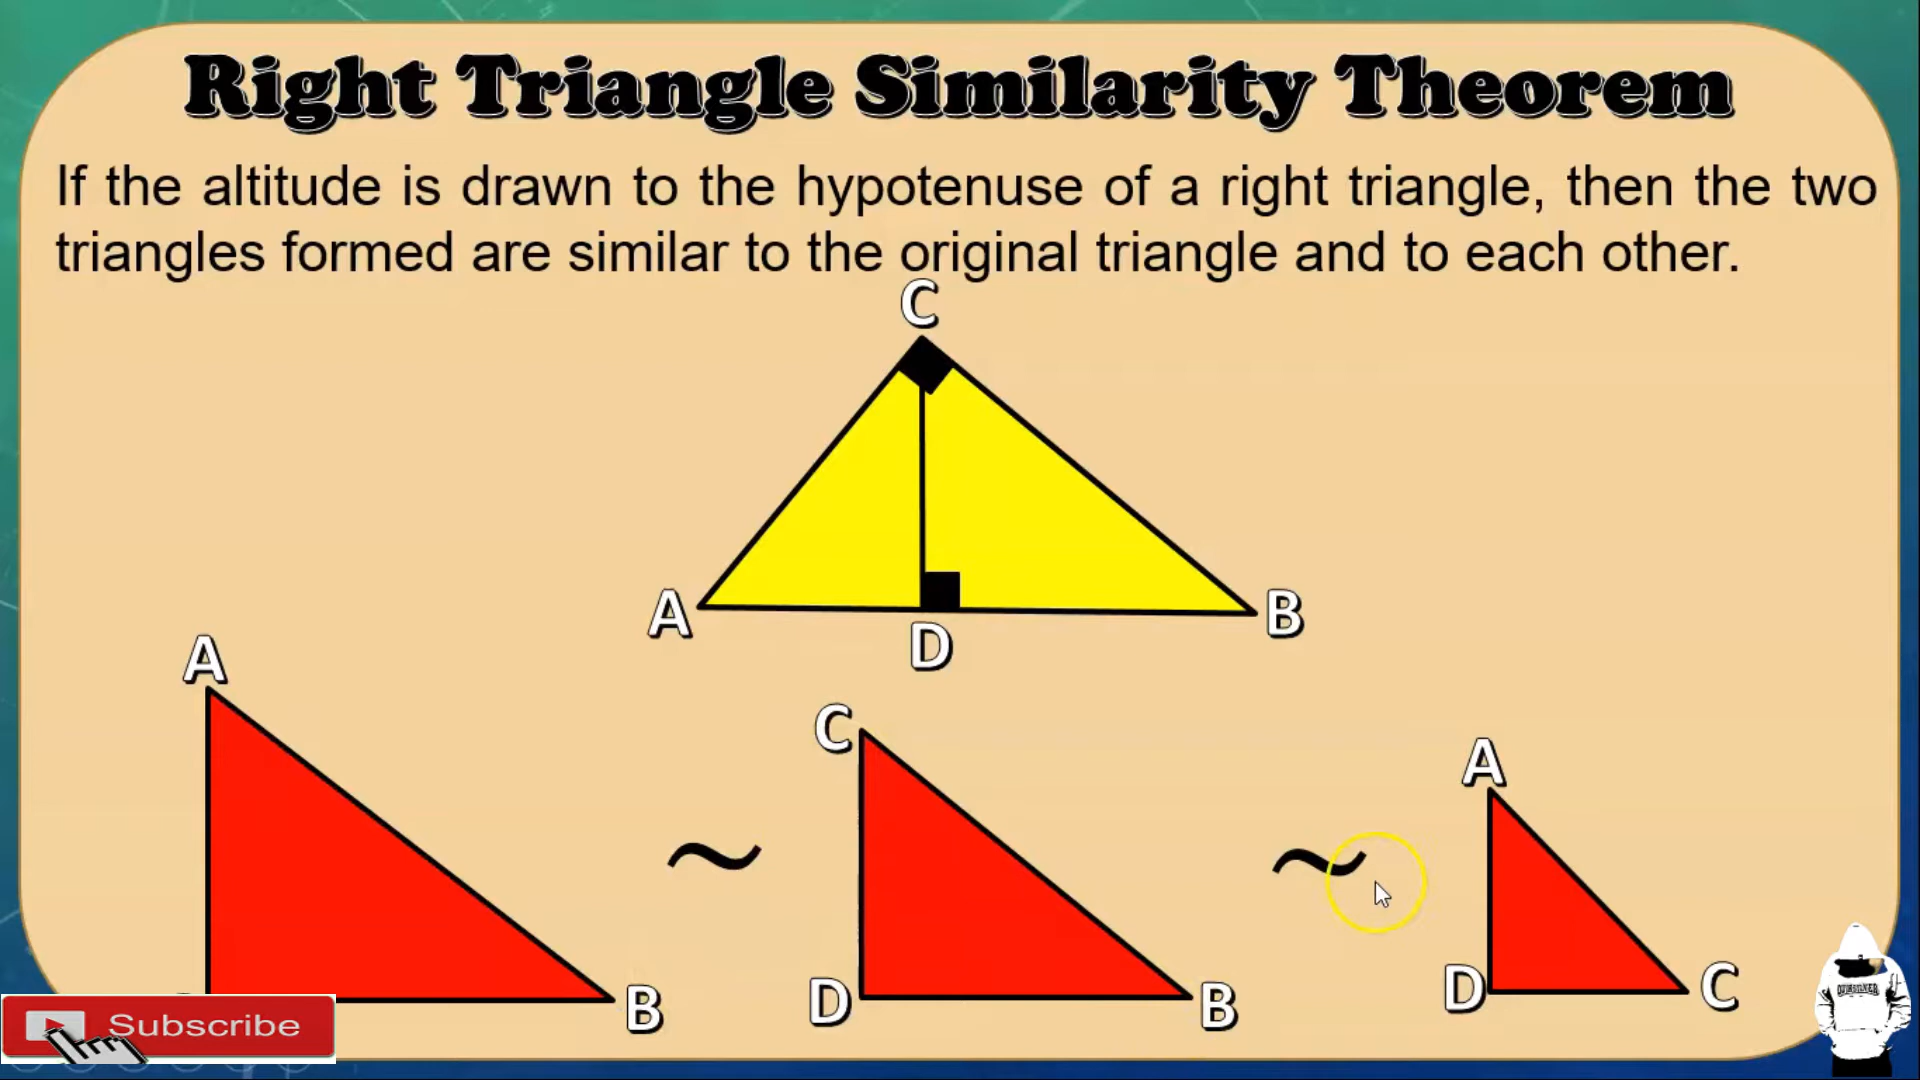 Right Triangle Similarity Theorem
If the altitude is drawn to the hypotenuse of a right triangle, then the two
triangles formed are similar to the original triangle and to each other.
C
A
D
B
A
B
~
C
D
B
~
A
D
C
Subscribe
QUIKSILVER